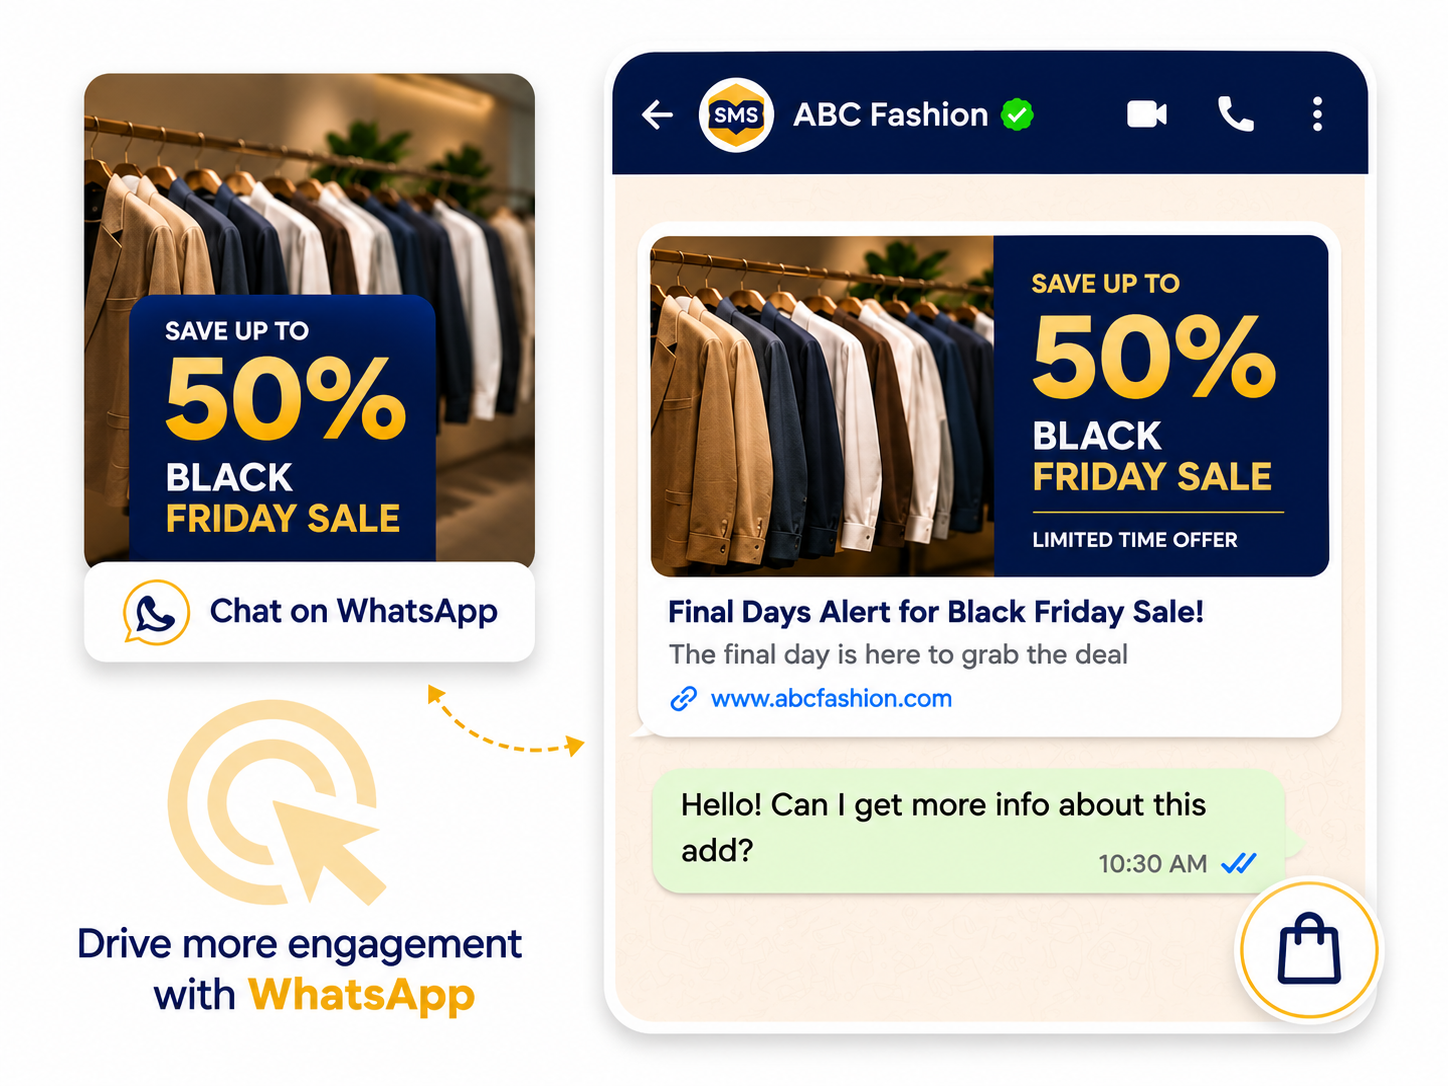 SAVE UP TO
50%
BLACK
FRIDAY SALE
Chat on WhatsApp
Drive more engagement
with WhatsApp
SMS
ABC Fashion
SAVE UP TO
50%
BLACK
FRIDAY SALE
LIMITED TIME OFFER
Final Days Alert for Black Friday Sale!
The final day is here to grab the deal
www.abcfashion.com
Hello! Can I get more info about this
add?
10:30 AM